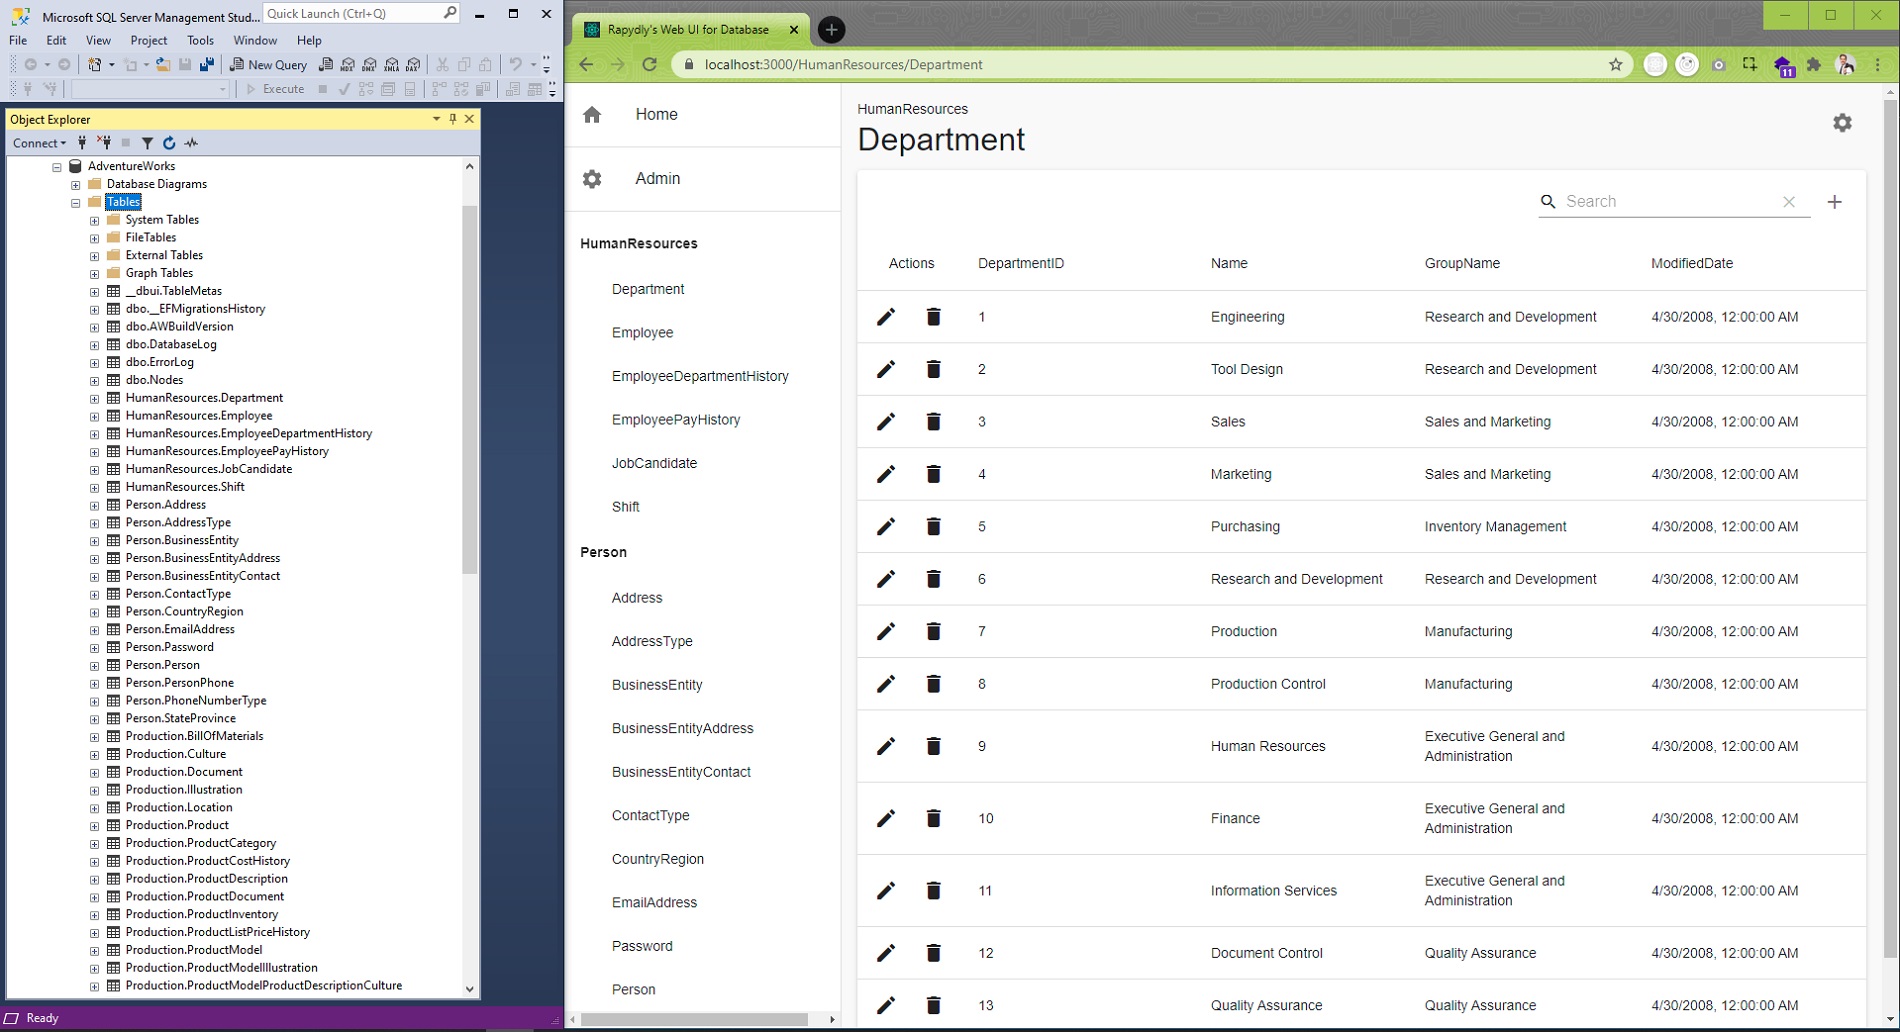 Microsoft SQL Server Management Stud...
Quick Launch (Ctrl+Q)
File Edit View Project Tools Window Help
New Query
MDX DMX XMLA DAX
Execute
Object Explorer
Connect
AdventureWorks
Database Diagrams
Tables
System Tables
FileTables
External Tables
Graph Tables
__dbui.TableMetas
dbo.__EFMigrationsHistory
dbo.AWBuildVersion
dbo.DatabaseLog
dbo.ErrorLog
dbo.Nodes
HumanResources.Department
HumanResources.Employee
HumanResources.EmployeeDepartmentHistory
HumanResources.EmployeePayHistory
HumanResources.JobCandidate
HumanResources.Shift
Person.Address
Person.AddressType
Person.BusinessEntity
Person.BusinessEntityAddress
Person.BusinessEntityContact
Person.ContactType
Person.CountryRegion
Person.EmailAddress
Person.Password
Person.Person
Person.PersonPhone
Person.PhoneNumberType
Person.StateProvince
Production.BillOfMaterials
Production.Culture
Production.Document
Production.Illustration
Production.Location
Production.Product
Production.ProductCategory
Production.ProductCostHistory
Production.ProductDescription
Production.ProductDocument
Production.ProductInventory
Production.ProductListPriceHistory
Production.ProductModel
Production.ProductModelIllustration
Production.ProductModelProductDescriptionCulture
Ready
Rapydly's Web UI for Database
localhost:3000/HumanResources/Department
11
Home
Admin
HumanResources
Department
Employee
EmployeeDepartmentHistory
EmployeePayHistory
JobCandidate
Shift
Person
Address
AddressType
BusinessEntity
BusinessEntityAddress
BusinessEntityContact
ContactType
CountryRegion
EmailAddress
Password
Person
HumanResources
Department
Search
Actions DepartmentID Name GroupName ModifiedDate
1 Engineering Research and Development 4/30/2008, 12:00:00 AM
2 Tool Design Research and Development 4/30/2008, 12:00:00 AM
3 Sales Sales and Marketing 4/30/2008, 12:00:00 AM
4 Marketing Sales and Marketing 4/30/2008, 12:00:00 AM
5 Purchasing Inventory Management 4/30/2008, 12:00:00 AM
6 Research and Development Research and Development 4/30/2008, 12:00:00 AM
7 Production Manufacturing 4/30/2008, 12:00:00 AM
8 Production Control Manufacturing 4/30/2008, 12:00:00 AM
9 Human Resources Executive General and Administration 4/30/2008, 12:00:00 AM
10 Finance Executive General and Administration 4/30/2008, 12:00:00 AM
11 Information Services Executive General and Administration 4/30/2008, 12:00:00 AM
12 Document Control Quality Assurance 4/30/2008, 12:00:00 AM
13 Quality Assurance Quality Assurance 4/30/2008, 12:00:00 AM